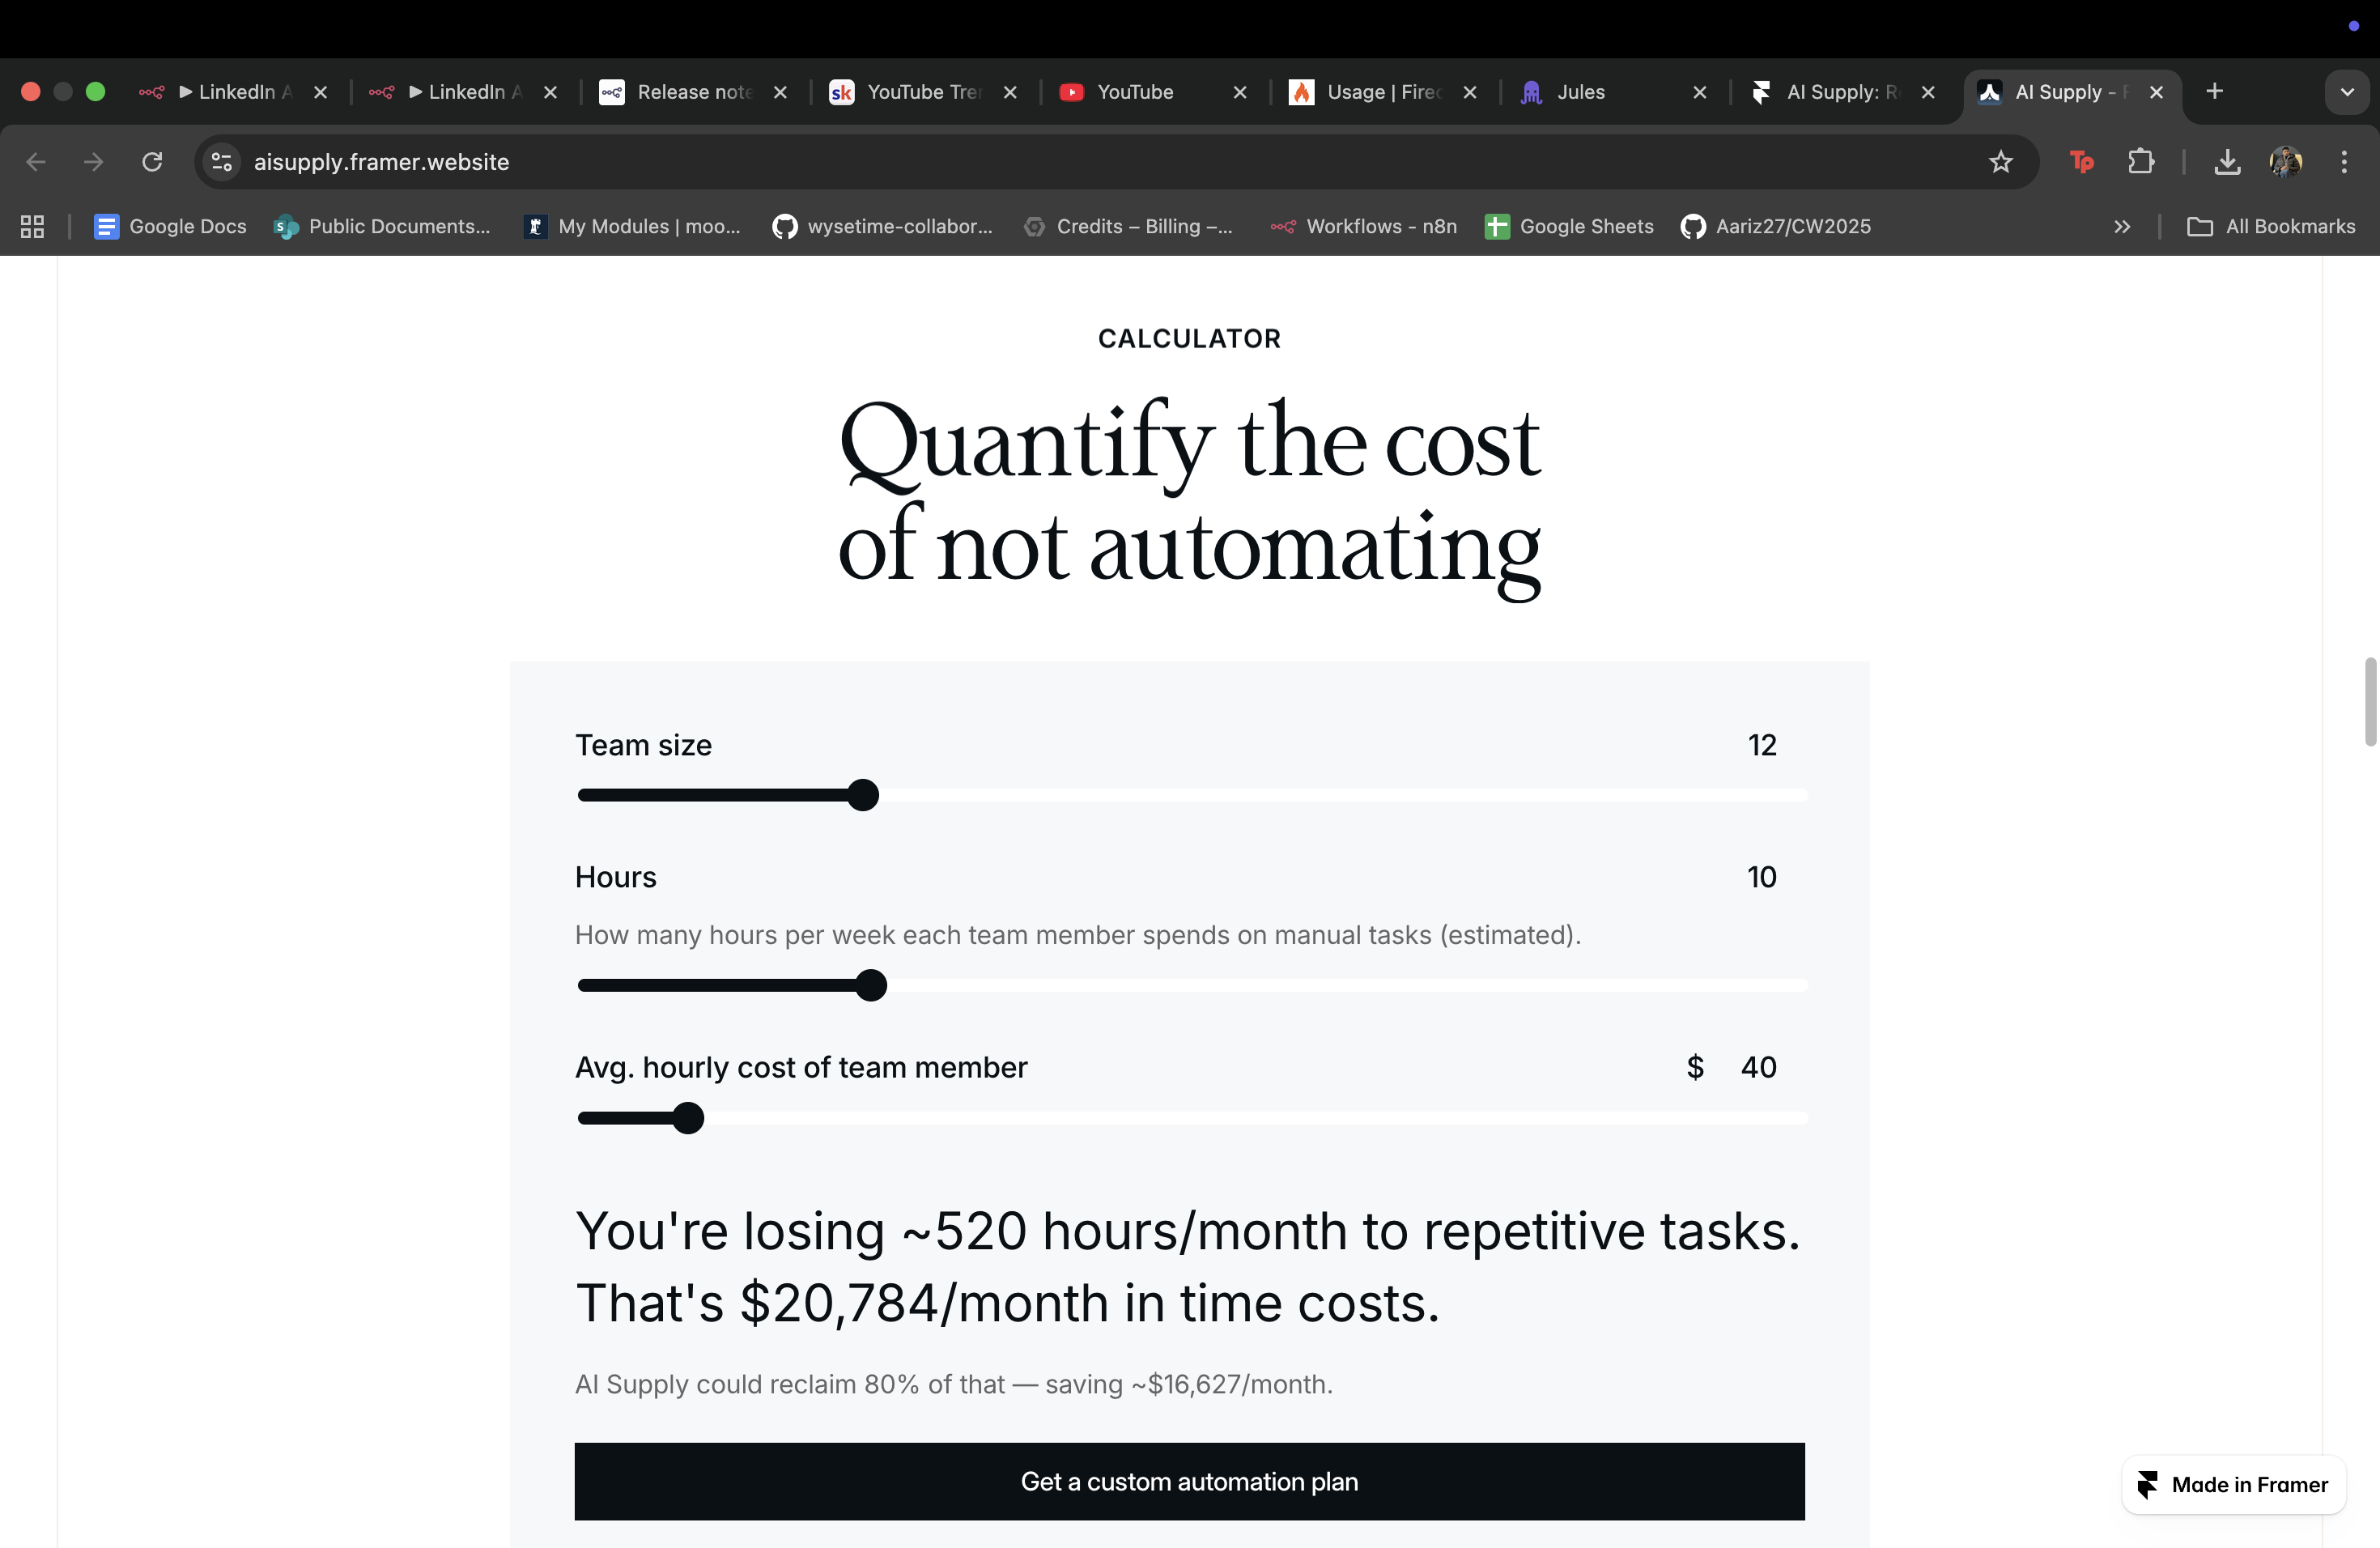 LinkedIn A
LinkedIn A
Release note
YouTube Tre
YouTube
Usage | Firec
Jules
AI Supply: R
AI Supply - F
aisupply.framer.website
Google Docs
Public Documents...
My Modules | moo...
wysetime-collabor...
Credits – Billing –...
Workflows - n8n
Google Sheets
Aariz27/CW2025
All Bookmarks
CALCULATOR
Quantify the cost
of not automating
Team size 12
Hours 10
How many hours per week each team member spends on manual tasks (estimated).
Avg. hourly cost of team member $ 40
You're losing ~520 hours/month to repetitive tasks.
That's $20,784/month in time costs.
AI Supply could reclaim 80% of that — saving ~$16,627/month.
Get a custom automation plan
Made in Framer